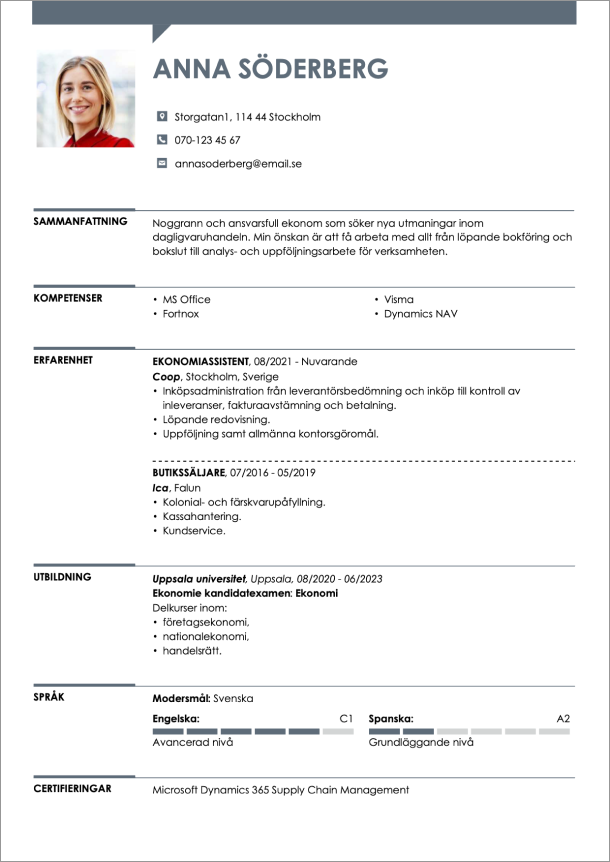 ANNA SÖDERBERG
Storgatan1, 114 44 Stockholm
070-123 45 67
annasoderberg@email.se
SAMMANFATTNING
Noggrann och ansvarsfull ekonom som söker nya utmaningar inom
dagligvaruhandeln. Min önskan är att få arbeta med allt från löpande bokföring och
bokslut till analys- och uppföljningsarbete för verksamheten.
KOMPETENSER
• MS Office
• Fortnox
• Visma
• Dynamics NAV
ERFARENHET
EKONOMIASSISTENT, 08/2021 - Nuvarande
Coop, Stockholm, Sverige
• Inköpsadministration från leverantörsbedömning och inköp till kontroll av
inleveranser, fakturaavstämning och betalning.
• Löpande redovisning.
• Uppföljning samt allmänna kontorsgöromål.
BUTIKSSÄLJARE, 07/2016 - 05/2019
Ica, Falun
• Kolonial- och färskvarupåfyllning.
• Kassahantering.
• Kundservice.
UTBILDNING
Uppsala universitet, Uppsala, 08/2020 - 06/2023
Ekonomie kandidatexamen: Ekonomi
Delkurser inom:
• företagsekonomi,
• nationalekonomi,
• handelsrätt.
SPRÅK
Modersmål: Svenska
Engelska: C1
Avancerad nivå
Spanska: A2
Grundläggande nivå
CERTIFIERINGAR
Microsoft Dynamics 365 Supply Chain Management